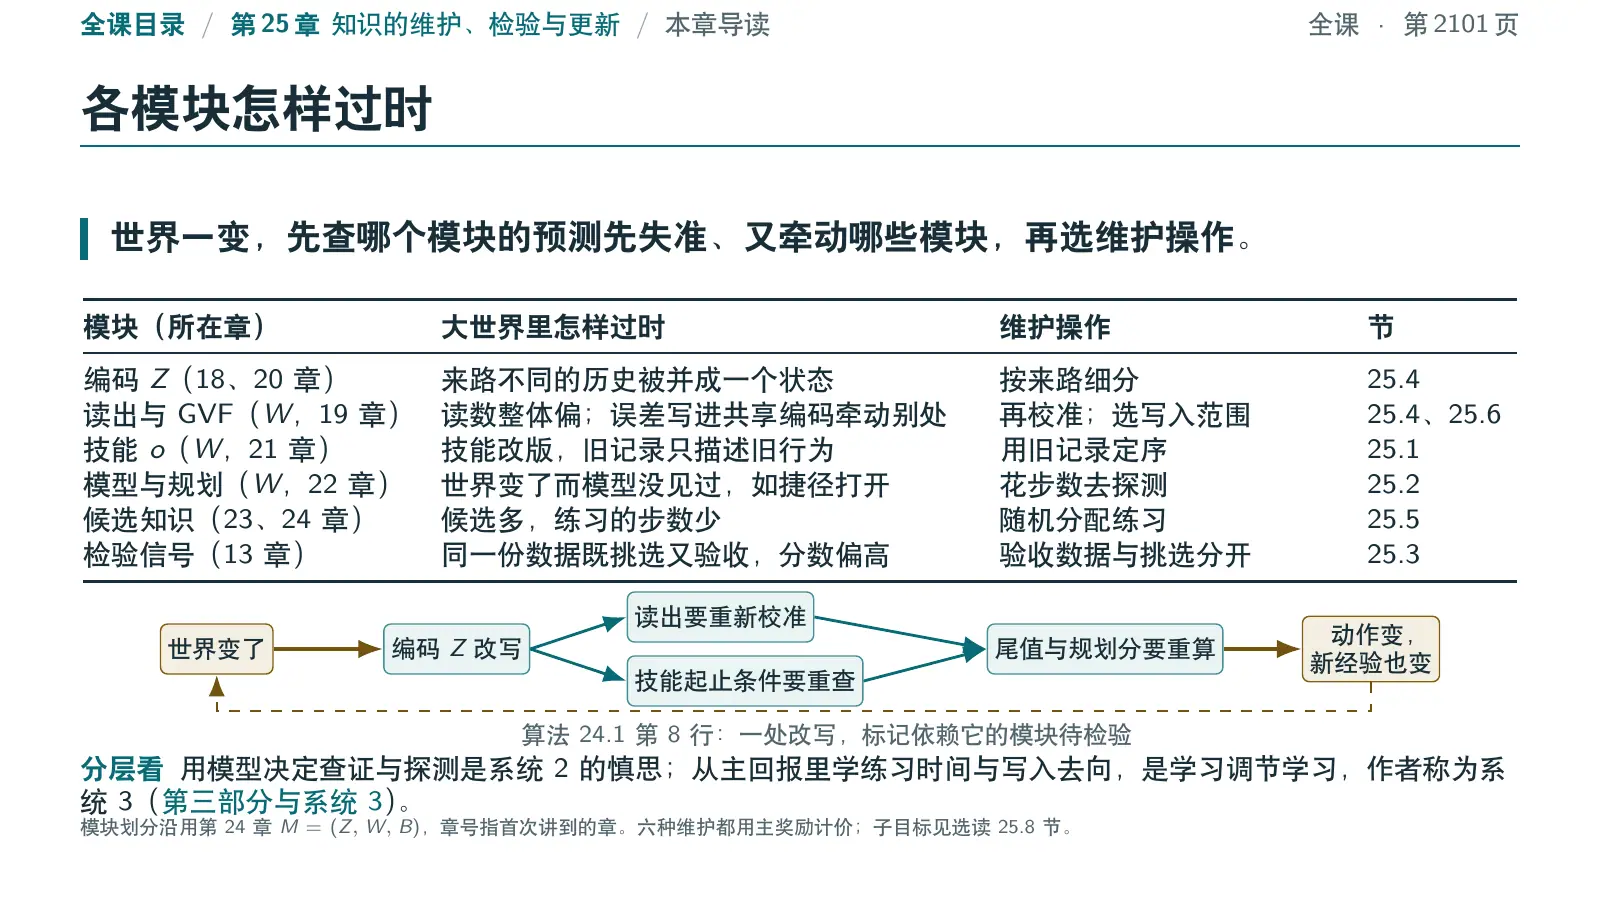 全课目录 / 第 25 章 知识的维护、检验与更新 / 本章导读
全课 · 第 2101 页
各模块怎样过时
世界一变，先查哪个模块的预测先失准、又牵动哪些模块，再选维护操作。
模块（所在章） 大世界里怎样过时 维护操作 节
编码 Z（18、20 章） 来路不同的历史被并成一个状态 按来路细分 25.4
读出与 GVF（W，19 章） 读数整体偏；误差写进共享编码牵动别处 再校准；选写入范围 25.4、25.6
技能 o（W，21 章） 技能改版，旧记录只描述旧行为 用旧记录定序 25.1
模型与规划（W，22 章） 世界变了而模型没见过，如捷径打开 花步数去探测 25.2
候选知识（23、24 章） 候选多，练习的步数少 随机分配练习 25.5
检验信号（13 章） 同一份数据既挑选又验收，分数偏高 验收数据与挑选分开 25.3
世界变了
编码 Z 改写
读出要重新校准
技能起止条件要重查
尾值与规划分要重算
动作变，
新经验也变
算法 24.1 第 8 行：一处改写，标记依赖它的模块待检验
分层看 用模型决定查证与探测是系统 2 的慎思；从主回报里学练习时间与写入去向，是学习调节学习，作者称为系
统 3（第三部分与系统 3）。
模块划分沿用第 24 章 M = (Z, W, B)，章号指首次讲到的章。六种维护都用主奖励计价；子目标见选读 25.8 节。